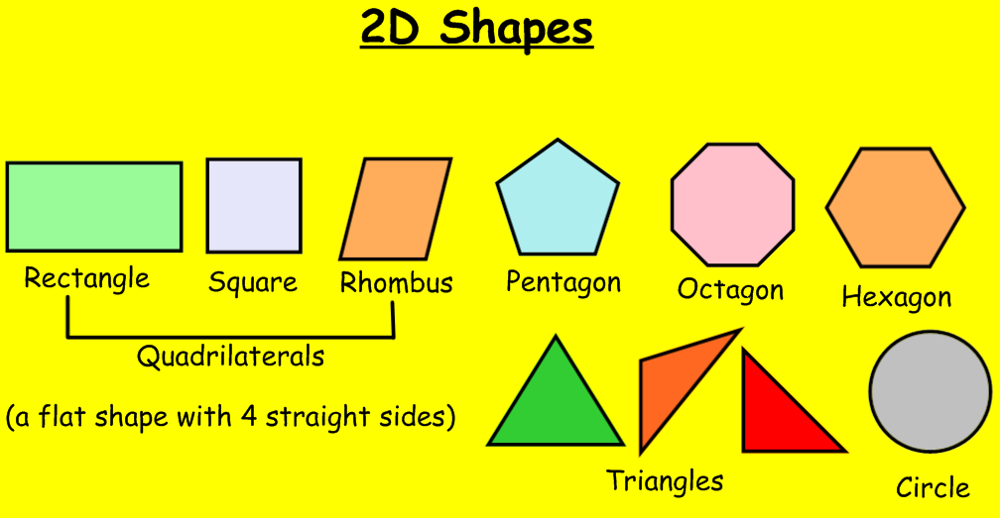 2D Shapes
Rectangle
Square
Rhombus
Pentagon
Octagon
Hexagon
Quadrilaterals
(a flat shape with 4 straight sides)
Triangles
Circle